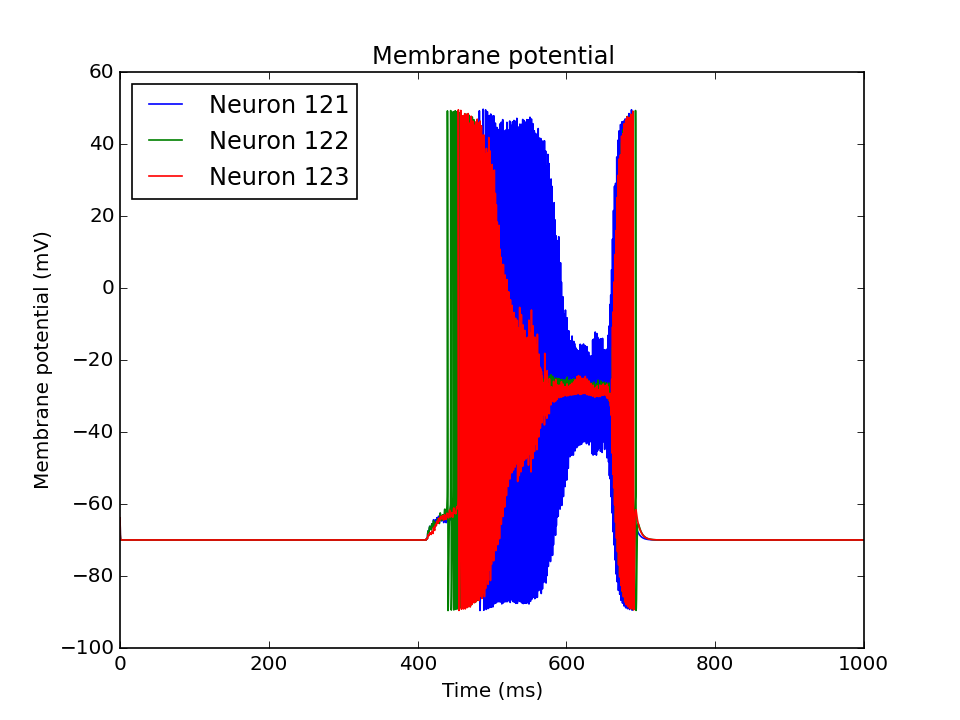 Membrane potential
60
40
20
0
−20
−40
−60
−80
−100
Membrane potential (mV)
Neuron 121
Neuron 122
Neuron 123
0 200 400 600 800 1000
Time (ms)